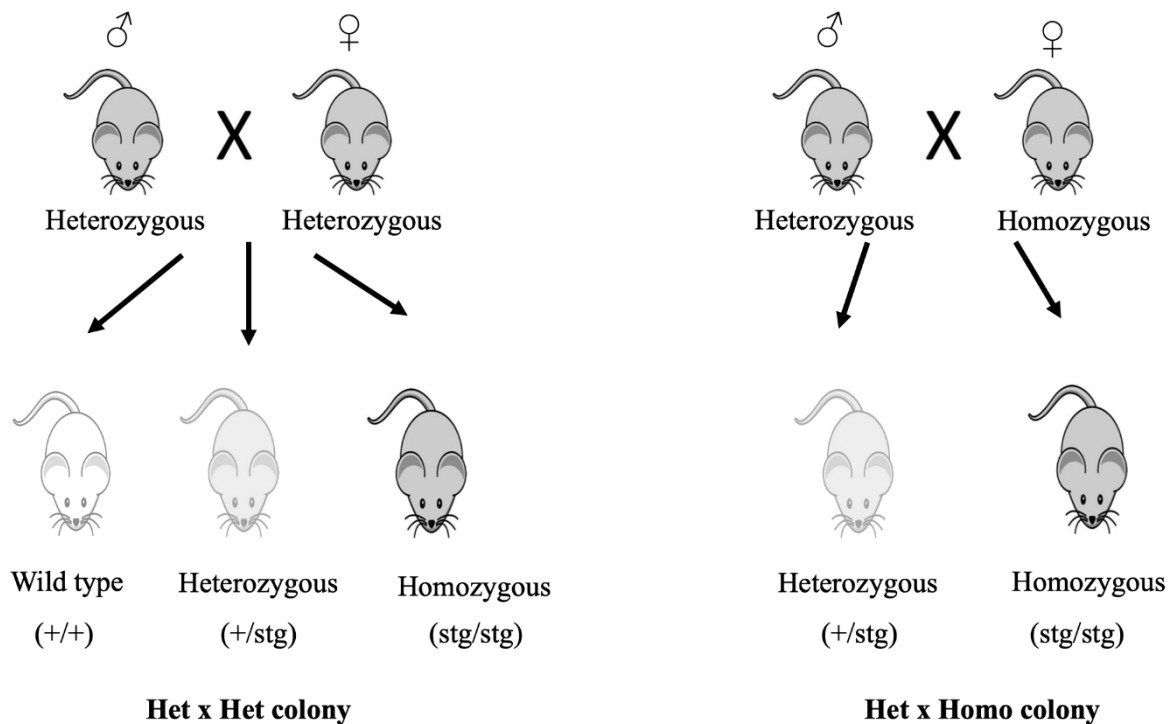 ♂ ♀
X
Heterozygous Heterozygous
Wild type Heterozygous Homozygous
(+/+) (+/stg) (stg/stg)
Het x Het colony
♂ ♀
X
Heterozygous Homozygous
Heterozygous Homozygous
(+/stg) (stg/stg)
Het x Homo colony